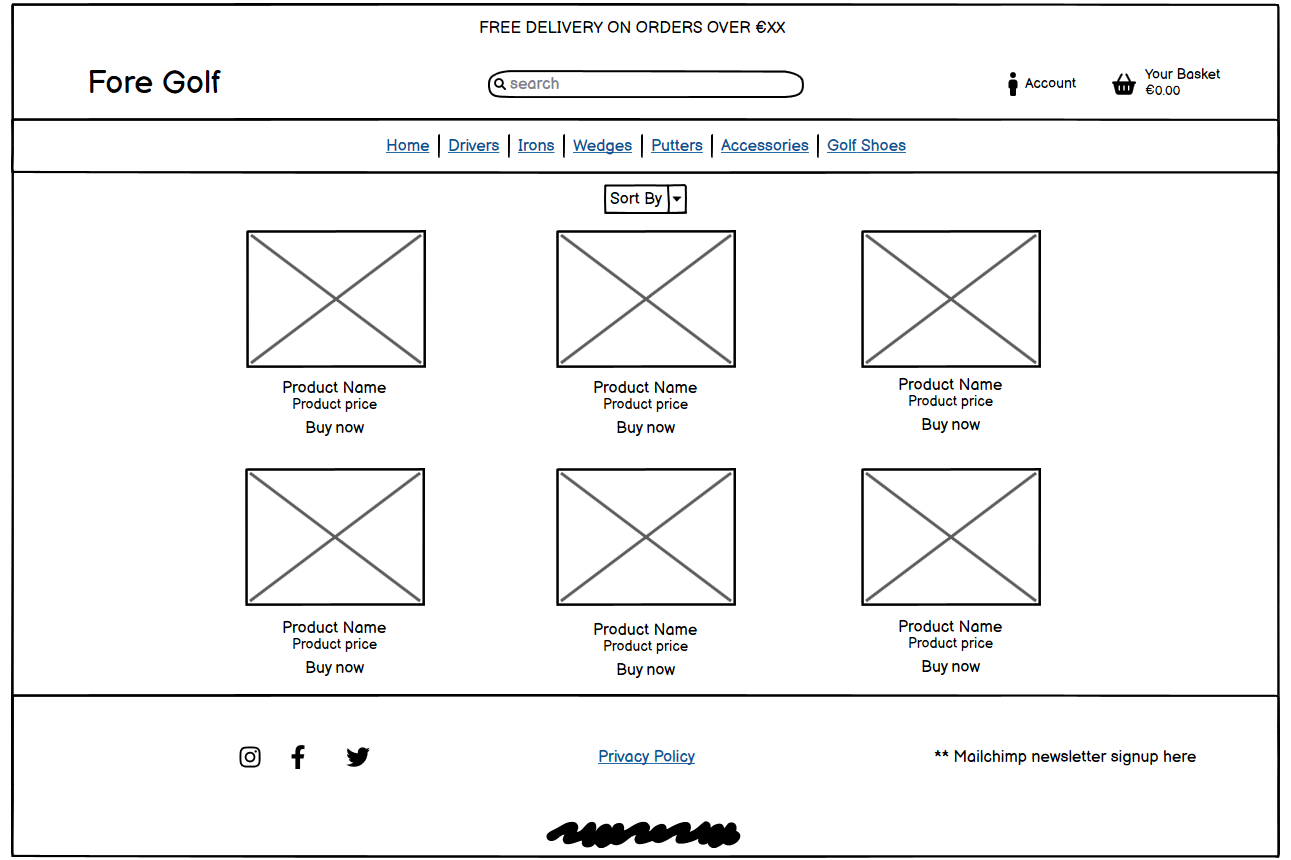 FREE DELIVERY ON ORDERS OVER €XX
Fore Golf
search
Account
Your Basket
€0.00
Home
Drivers
Irons
Wedges
Putters
Accessories
Golf Shoes
Sort By
Product Name
Product price
Buy now
Product Name
Product price
Buy now
Product Name
Product price
Buy now
Product Name
Product price
Buy now
Product Name
Product price
Buy now
Product Name
Product price
Buy now
Privacy Policy
** Mailchimp newsletter signup here